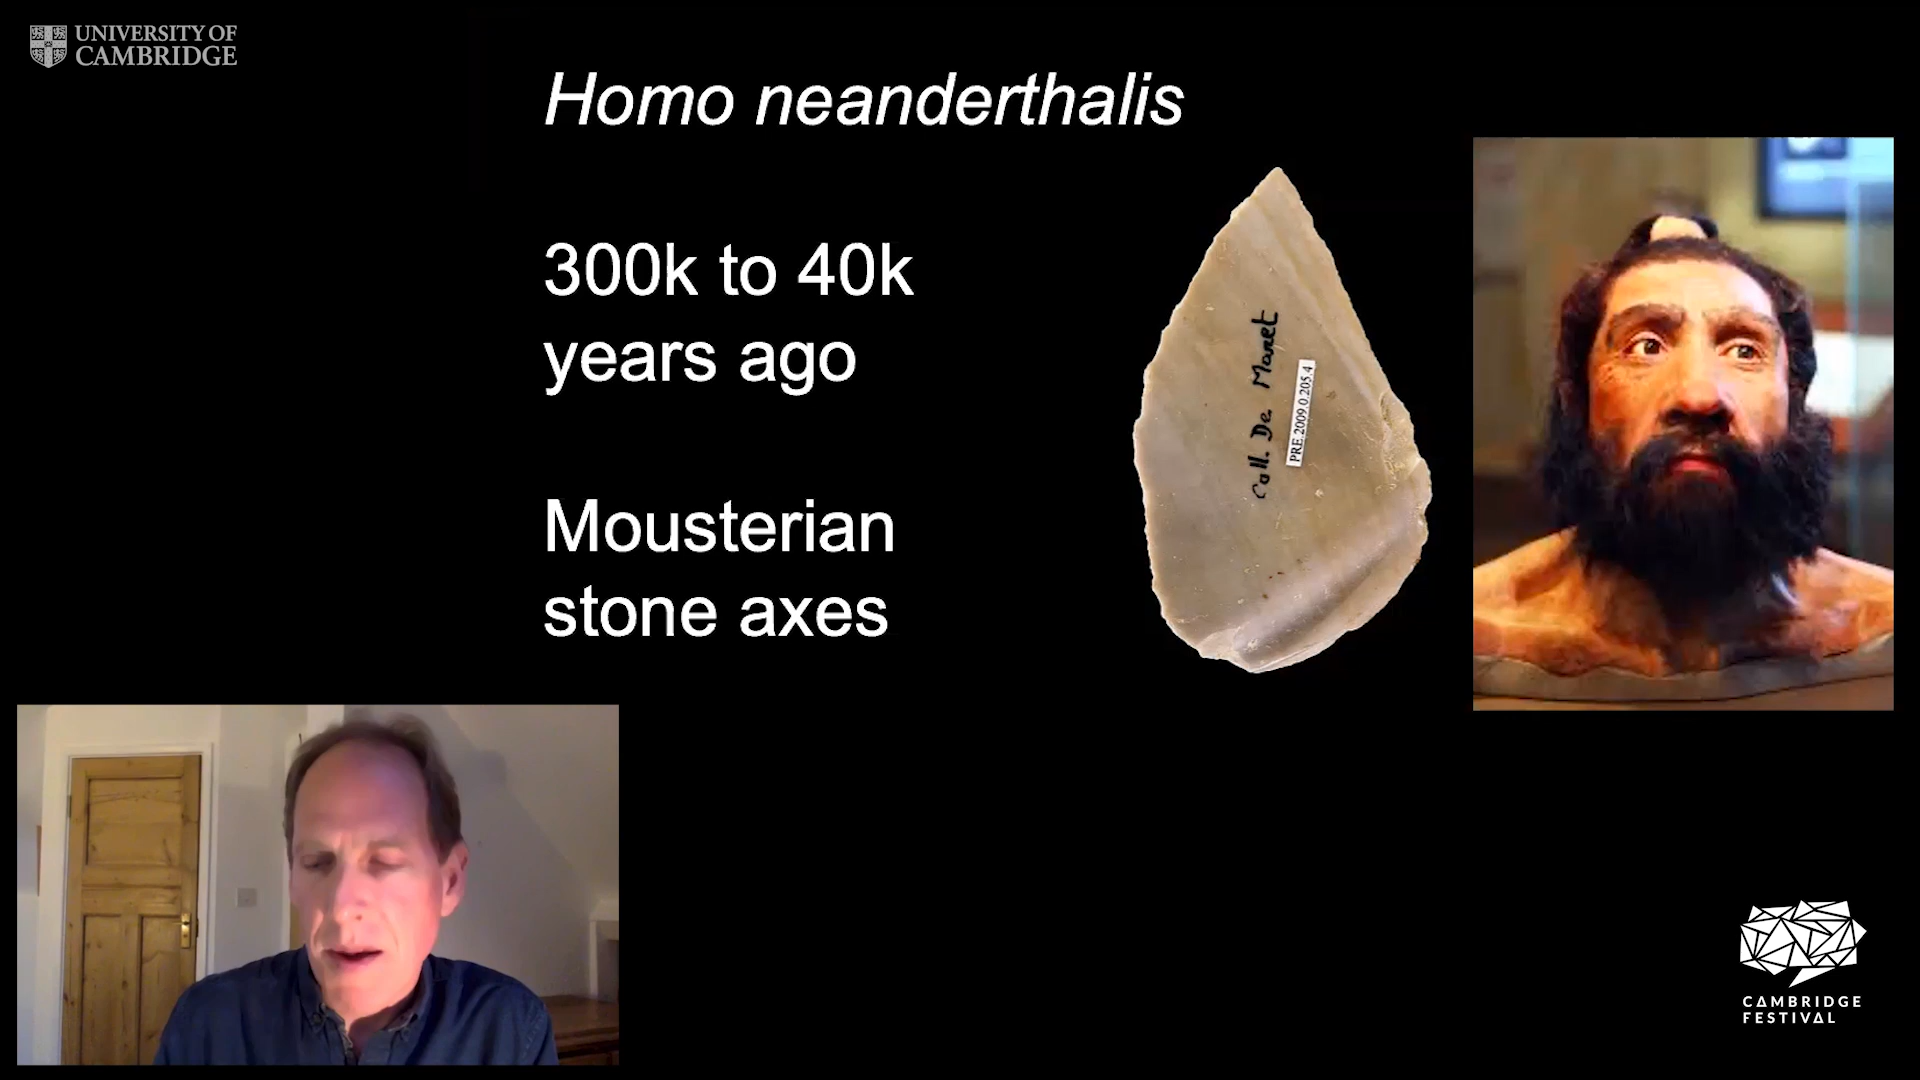 UNIVERSITY OF
CAMBRIDGE
Homo neanderthalis
300k to 40k
years ago
Mousterian
stone axes
Coll. De Maret
PRE.2009.0.205.4
CAMBRIDGE
FESTIVAL